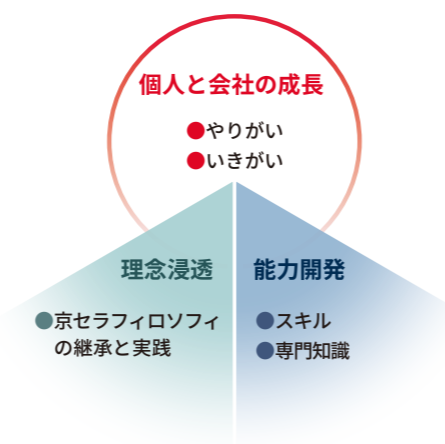 個人と会社の成長
●やりがい
●いきがい
理念浸透
●京セラフィロソフィ
の継承と実践
能力開発
●スキル
●専門知識